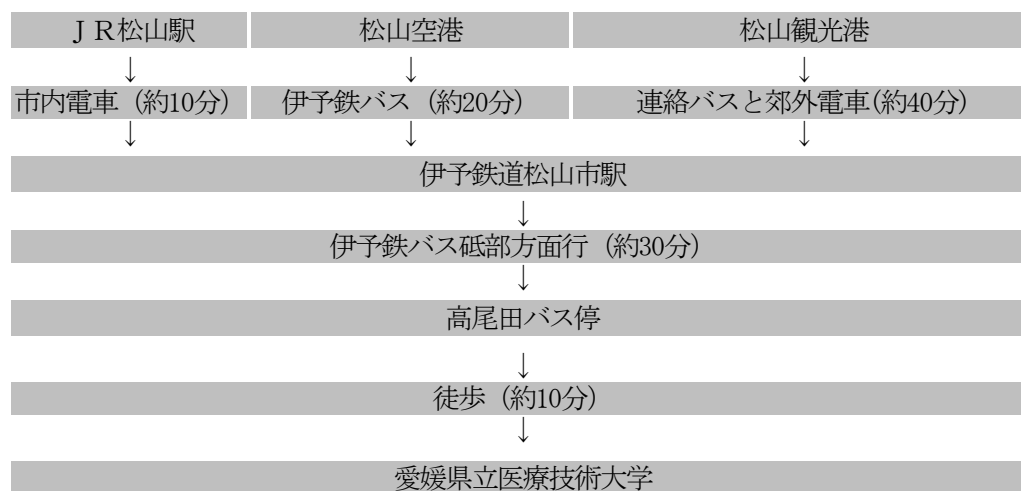 ＪＲ松山駅 松山空港 松山観光港
↓ ↓ ↓
市内電車（約10分） 伊予鉄バス（約20分） 連絡バスと郊外電車(約40分)
↓ ↓ ↓
伊予鉄道松山市駅
↓
伊予鉄バス砥部方面行（約30分）
↓
高尾田バス停
↓
徒歩（約10分）
↓
愛媛県立医療技術大学